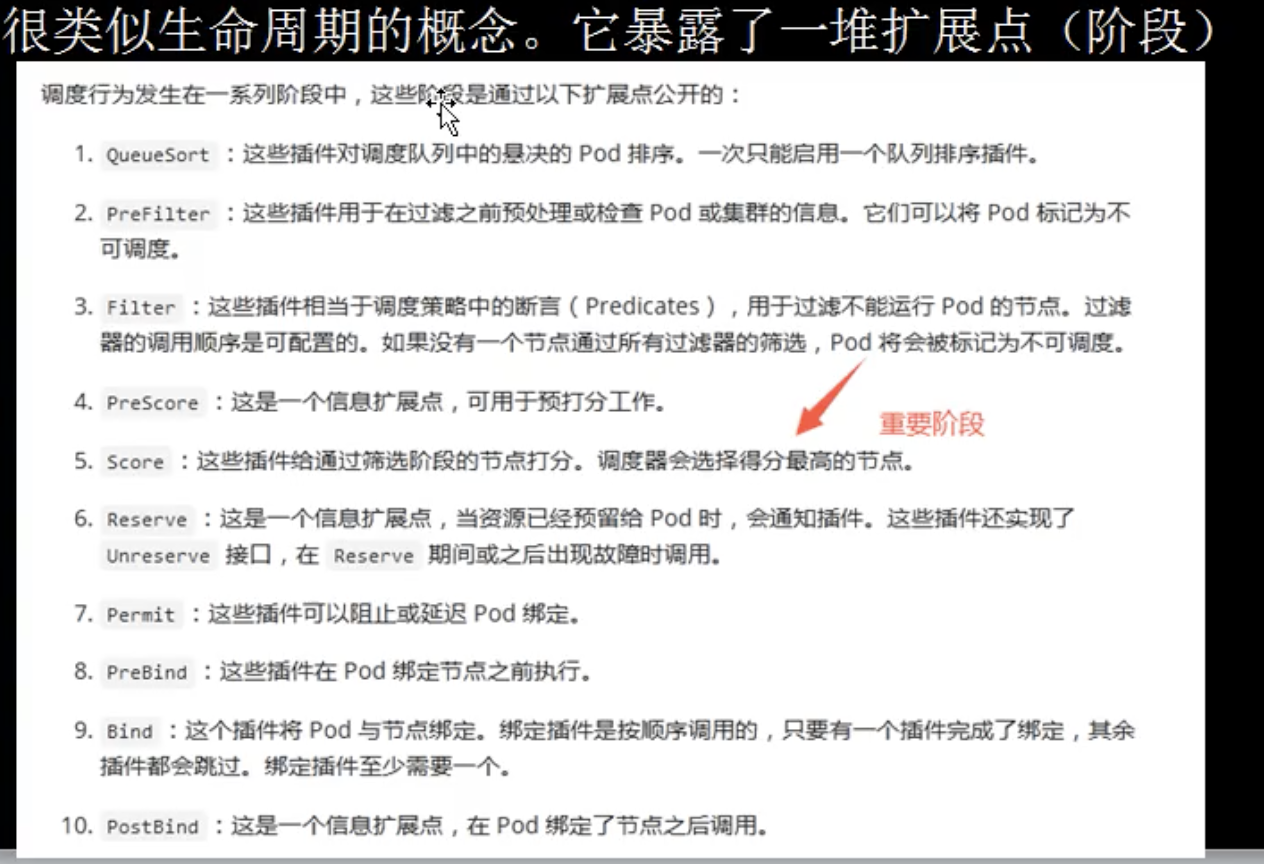 很类似生命周期的概念。它暴露了一堆扩展点（阶段）
调度行为发生在一系列阶段中，这些阶段是通过以下扩展点公开的：
1. QueueSort ：这些插件对调度队列中的悬决的 Pod 排序。一次只能启用一个队列排序插件。
2. PreFilter ：这些插件用于在过滤之前预处理或检查 Pod 或集群的信息。它们可以将 Pod 标记为不
可调度。
3. Filter ：这些插件相当于调度策略中的断言（Predicates），用于过滤不能运行 Pod 的节点。过滤
器的调用顺序是可配置的。如果没有一个节点通过所有过滤器的筛选，Pod 将会被标记为不可调度。
4. PreScore ：这是一个信息扩展点，可用于预打分工作。
重要阶段
5. Score ：这些插件给通过筛选阶段的节点打分。调度器会选择得分最高的节点。
6. Reserve ：这是一个信息扩展点，当资源已经预留给 Pod 时，会通知插件。这些插件还实现了
Unreserve 接口，在 Reserve 期间或之后出现故障时调用。
7. Permit ：这些插件可以阻止或延迟 Pod 绑定。
8. PreBind ：这些插件在 Pod 绑定节点之前执行。
9. Bind ：这个插件将 Pod 与节点绑定。绑定插件是按顺序调用的，只要有一个插件完成了绑定，其余
插件都会跳过。绑定插件至少需要一个。
10. PostBind ：这是一个信息扩展点，在 Pod 绑定了节点之后调用。